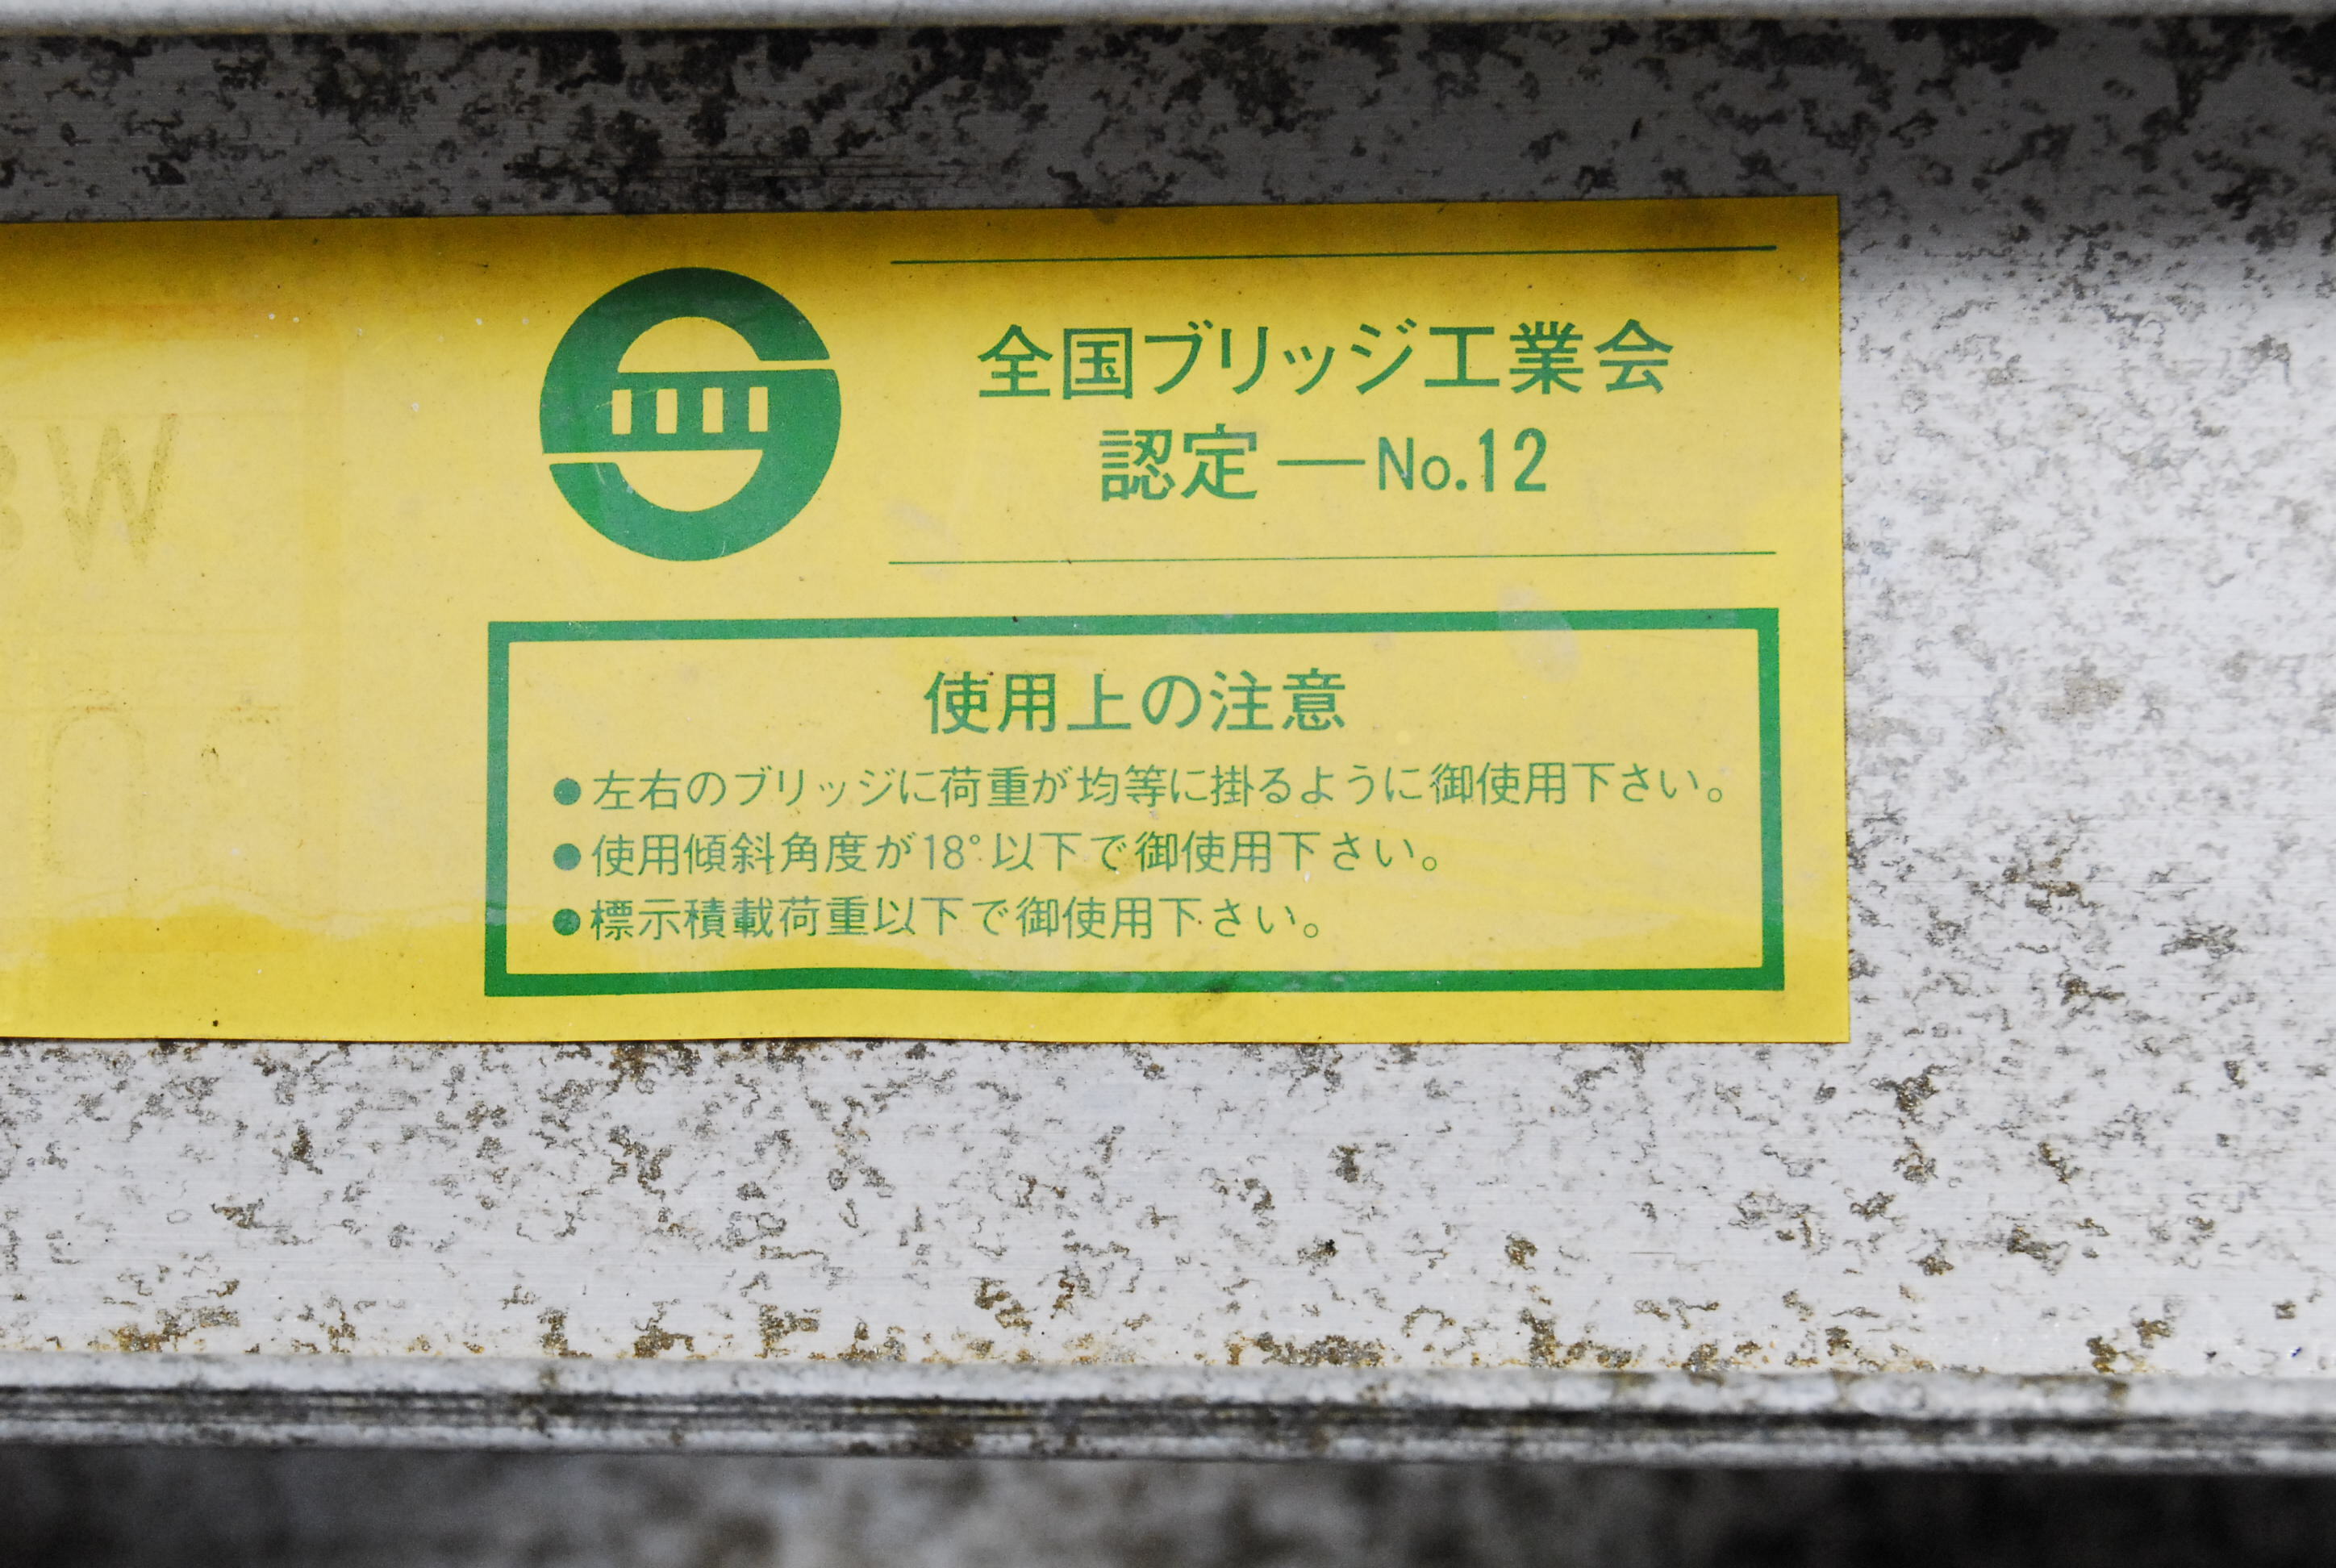 全国ブリッジ工業会
認定—No.12
使用上の注意
●左右のブリッジに荷重が均等に掛るように御使用下さい。
●使用傾斜角度が18°以下で御使用下さい。
●標示積載荷重以下で御使用下さい。